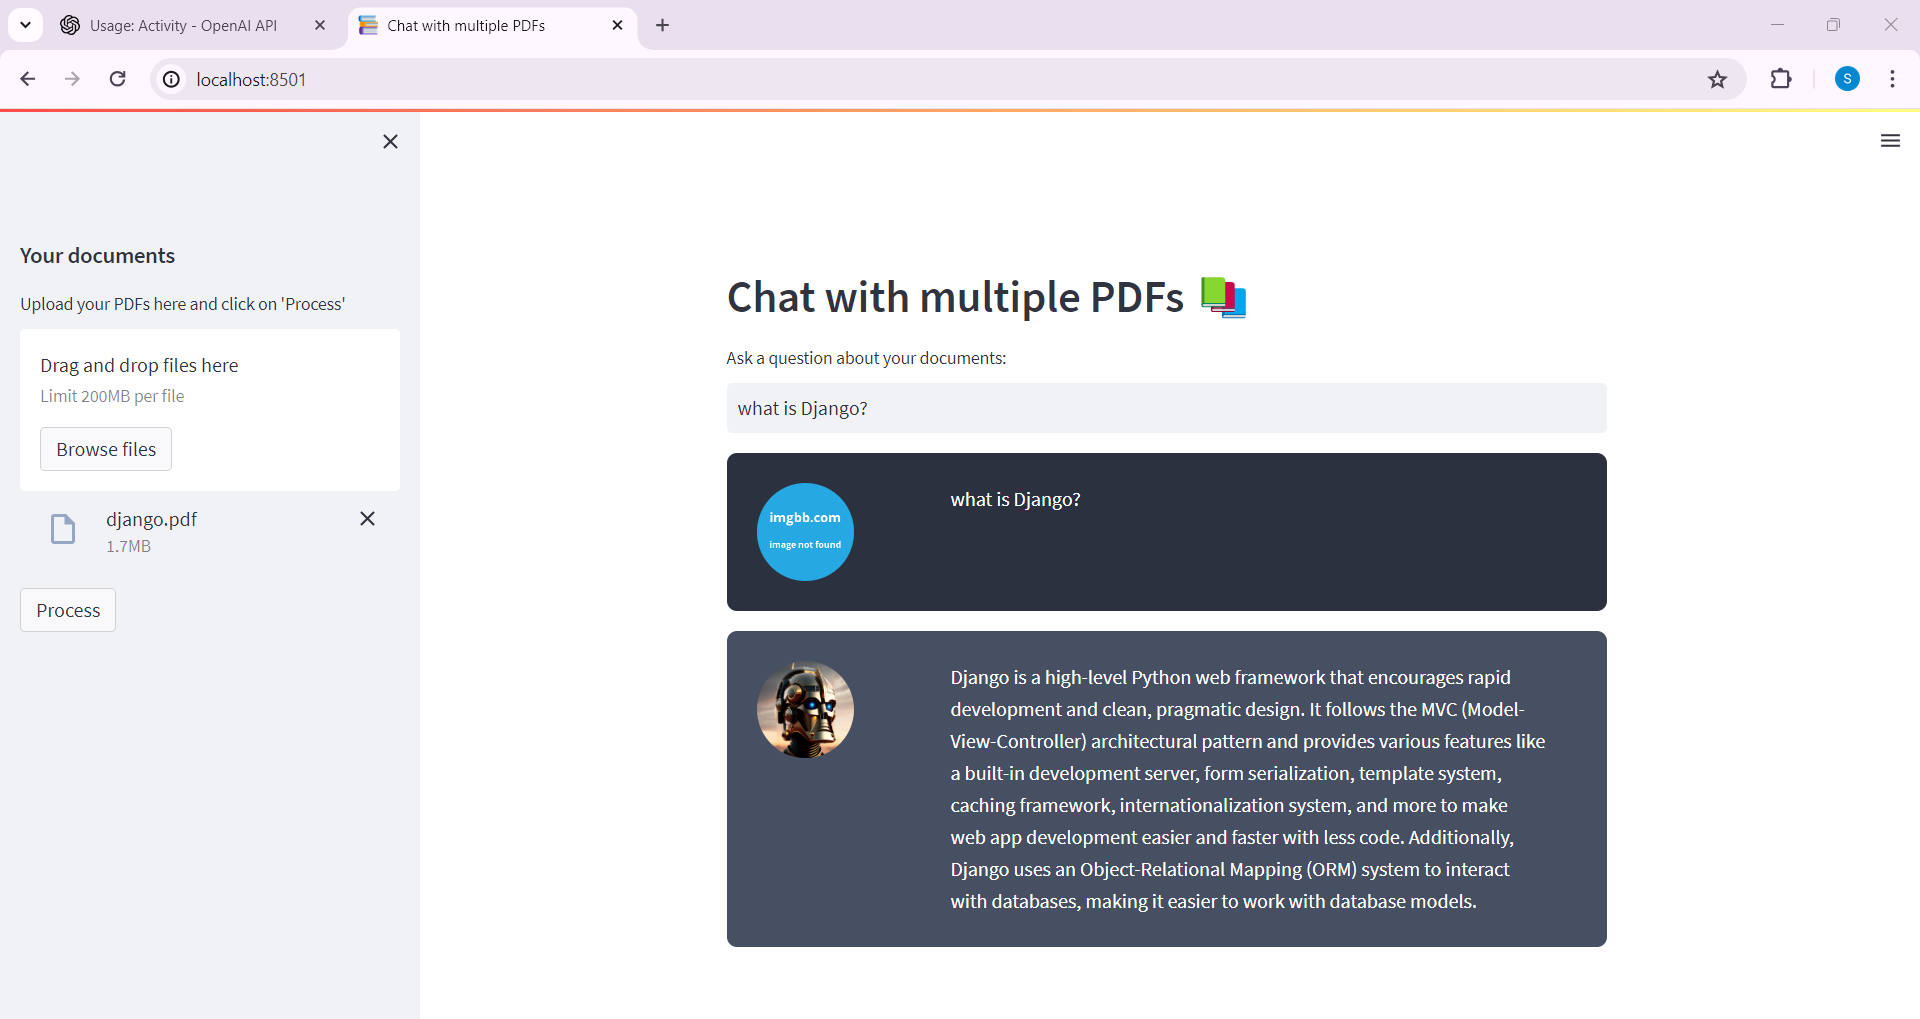 Usage: Activity - OpenAI API
Chat with multiple PDFs
localhost:8501
S
Your documents
Upload your PDFs here and click on 'Process'
Drag and drop files here
Limit 200MB per file
Browse files
django.pdf
1.7MB
Process
Chat with multiple PDFs
Ask a question about your documents:
what is Django?
imgbb.com
image not found
what is Django?
Django is a high-level Python web framework that encourages rapid
development and clean, pragmatic design. It follows the MVC (Model-
View-Controller) architectural pattern and provides various features like
a built-in development server, form serialization, template system,
caching framework, internationalization system, and more to make
web app development easier and faster with less code. Additionally,
Django uses an Object-Relational Mapping (ORM) system to interact
with databases, making it easier to work with database models.